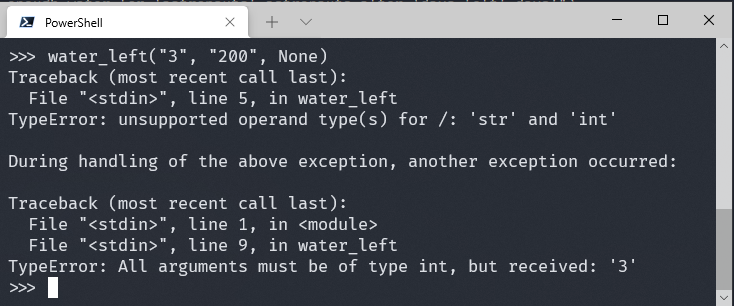 PowerShell
>>> water_left("3", "200", None)
Traceback (most recent call last):
  File "<stdin>", line 5, in water_left
TypeError: unsupported operand type(s) for /: 'str' and 'int'
During handling of the above exception, another exception occurred:
Traceback (most recent call last):
  File "<stdin>", line 1, in <module>
  File "<stdin>", line 9, in water_left
TypeError: All arguments must be of type int, but received: '3'
>>>